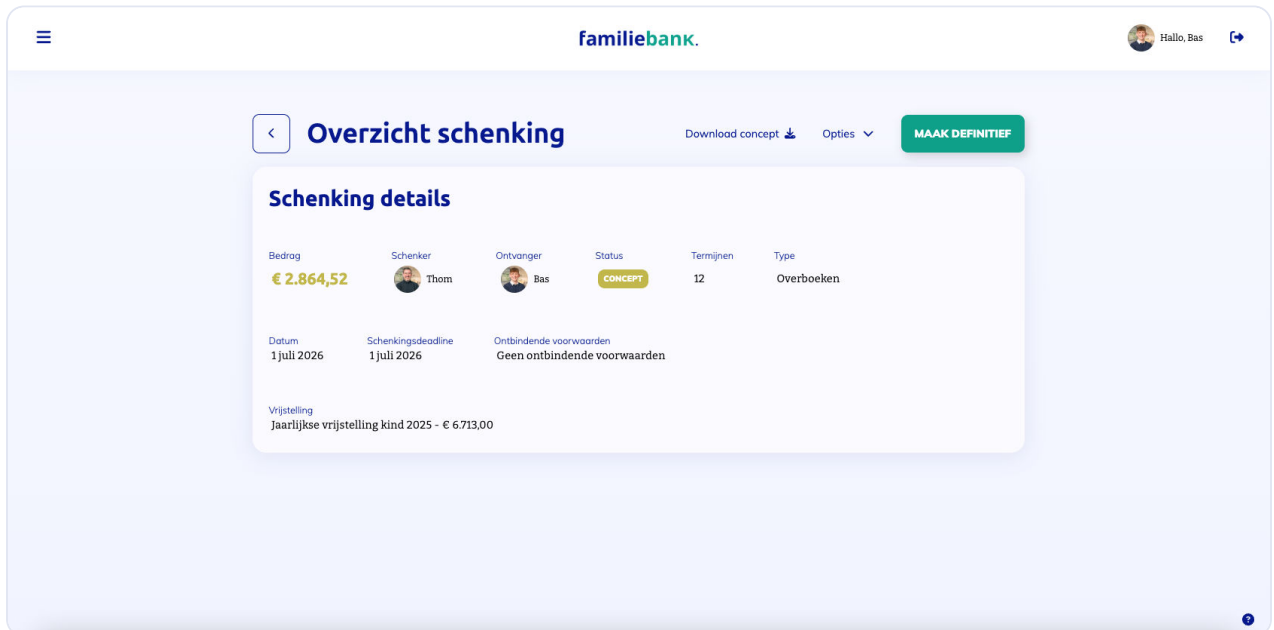 familiebank.
Hallo, Bas
Overzicht schenking
Download concept
Opties
MAAK DEFINITIEF
Schenking details
Bedrag
€ 2.864,52
Schenker
Thom
Ontvanger
Bas
Status
CONCEPT
Termijnen
12
Type
Overboeken
Datum
1 juli 2026
Schenkingsdeadline
1 juli 2026
Ontbindende voorwaarden
Geen ontbindende voorwaarden
Vrijstelling
Jaarlijkse vrijstelling kind 2025 - € 6.713,00
?